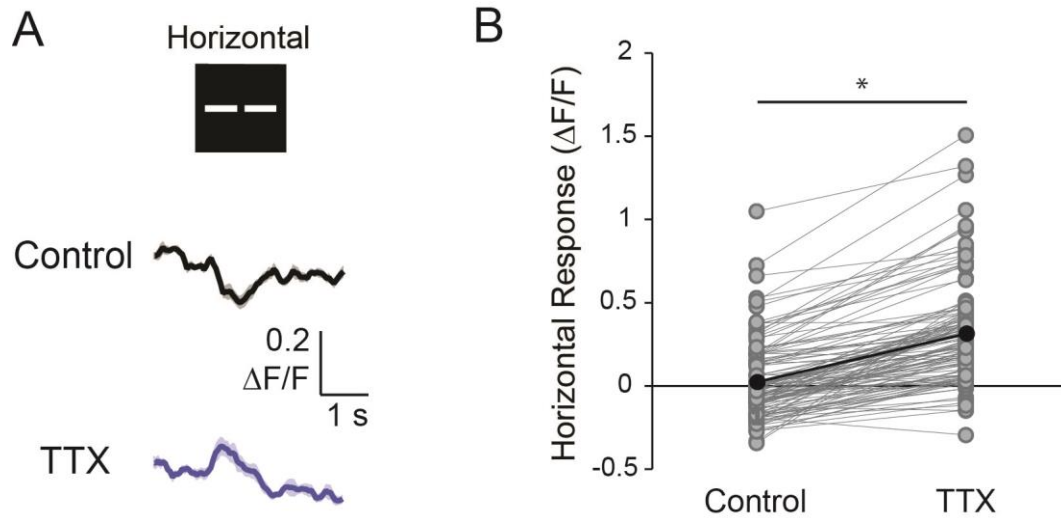 A
Horizontal
Control
0.2
ΔF/F
1 s
TTX
B
Horizontal Response (ΔF/F)
2
1.5
1
0.5
0
-0.5
*
Control
TTX